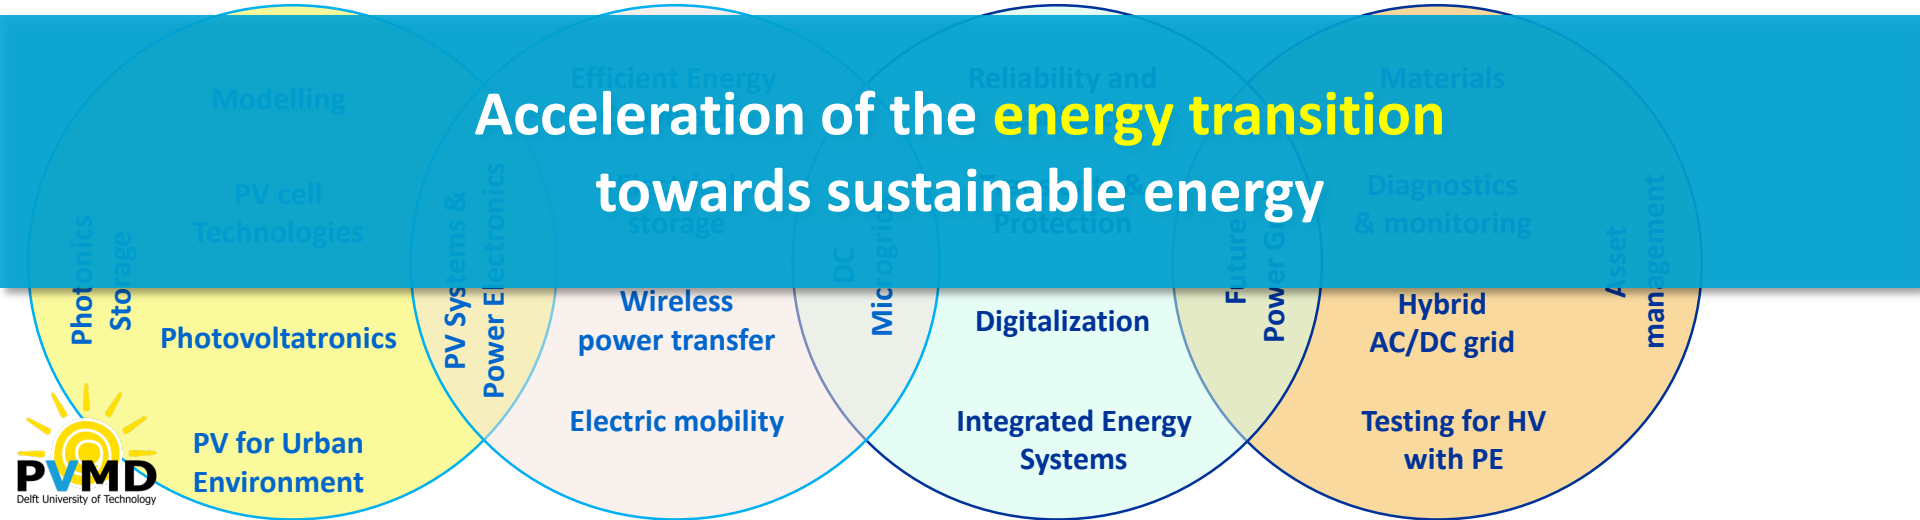 Acceleration of the energy transition
towards sustainable energy
Modelling
PV cell
Technologies
Photovoltatronics
PV for Urban
Environment
Photonics
Storage
PV Systems &
Power Electronics
Efficient Energy
storage
Wireless
power transfer
Electric mobility
DC
Microgrid
Reliability and
&
Protection
Digitalization
Integrated Energy
Systems
Future
Power G
Materials
Diagnostics
& monitoring
Hybrid
AC/DC grid
Testing for HV
with PE
Asset
management
PVMD
Delft University of Technology